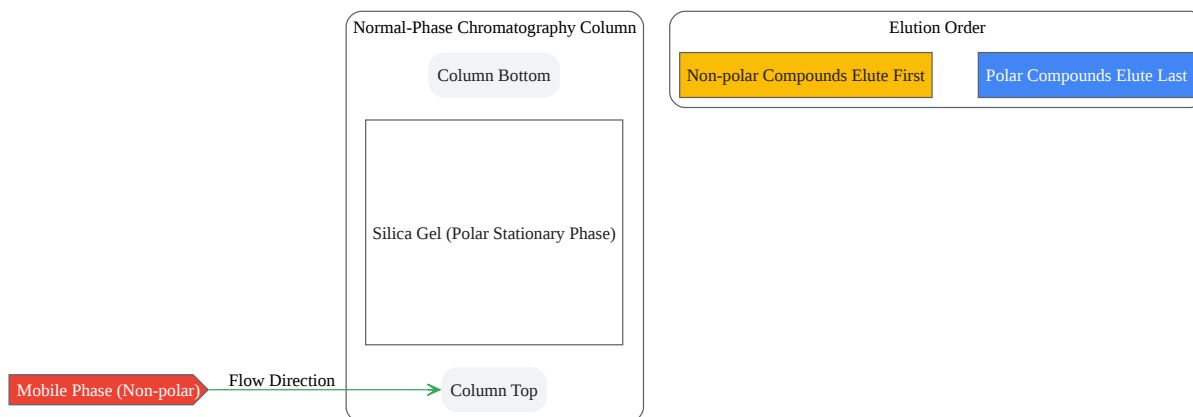 Normal-Phase Chromatography Column
Column Bottom
Silica Gel (Polar Stationary Phase)
Mobile Phase (Non-polar)
Flow Direction
Column Top
Elution Order
Non-polar Compounds Elute First
Polar Compounds Elute Last